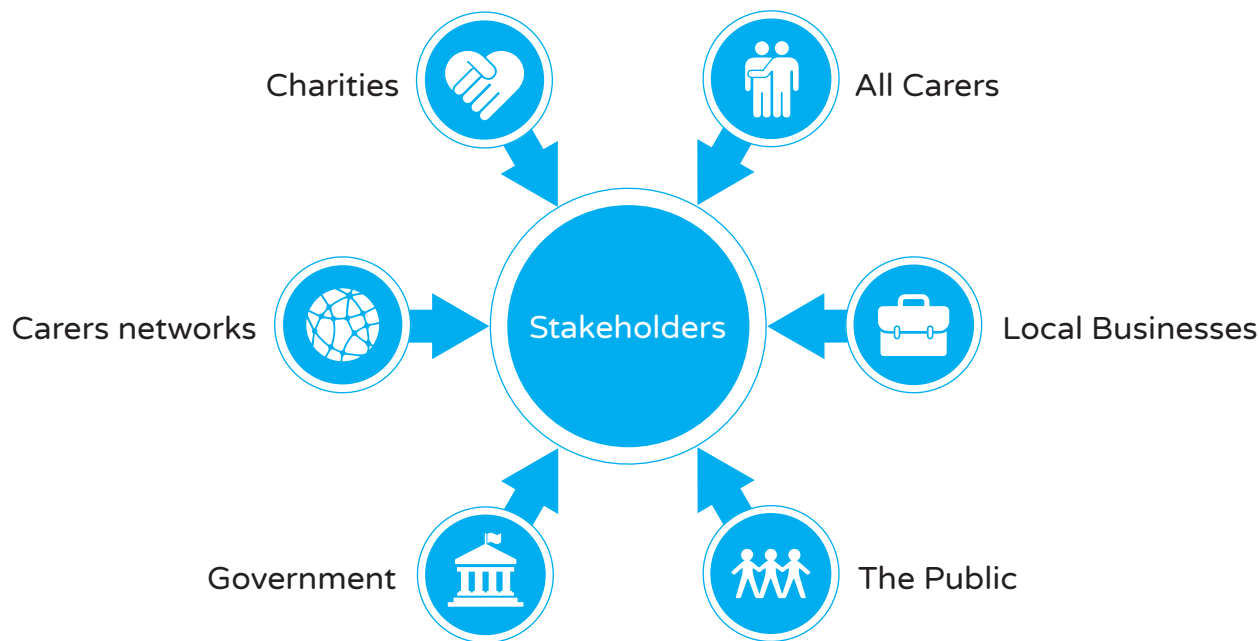 Charities
All Carers
Carers networks
Stakeholders
Local Businesses
Government
The Public